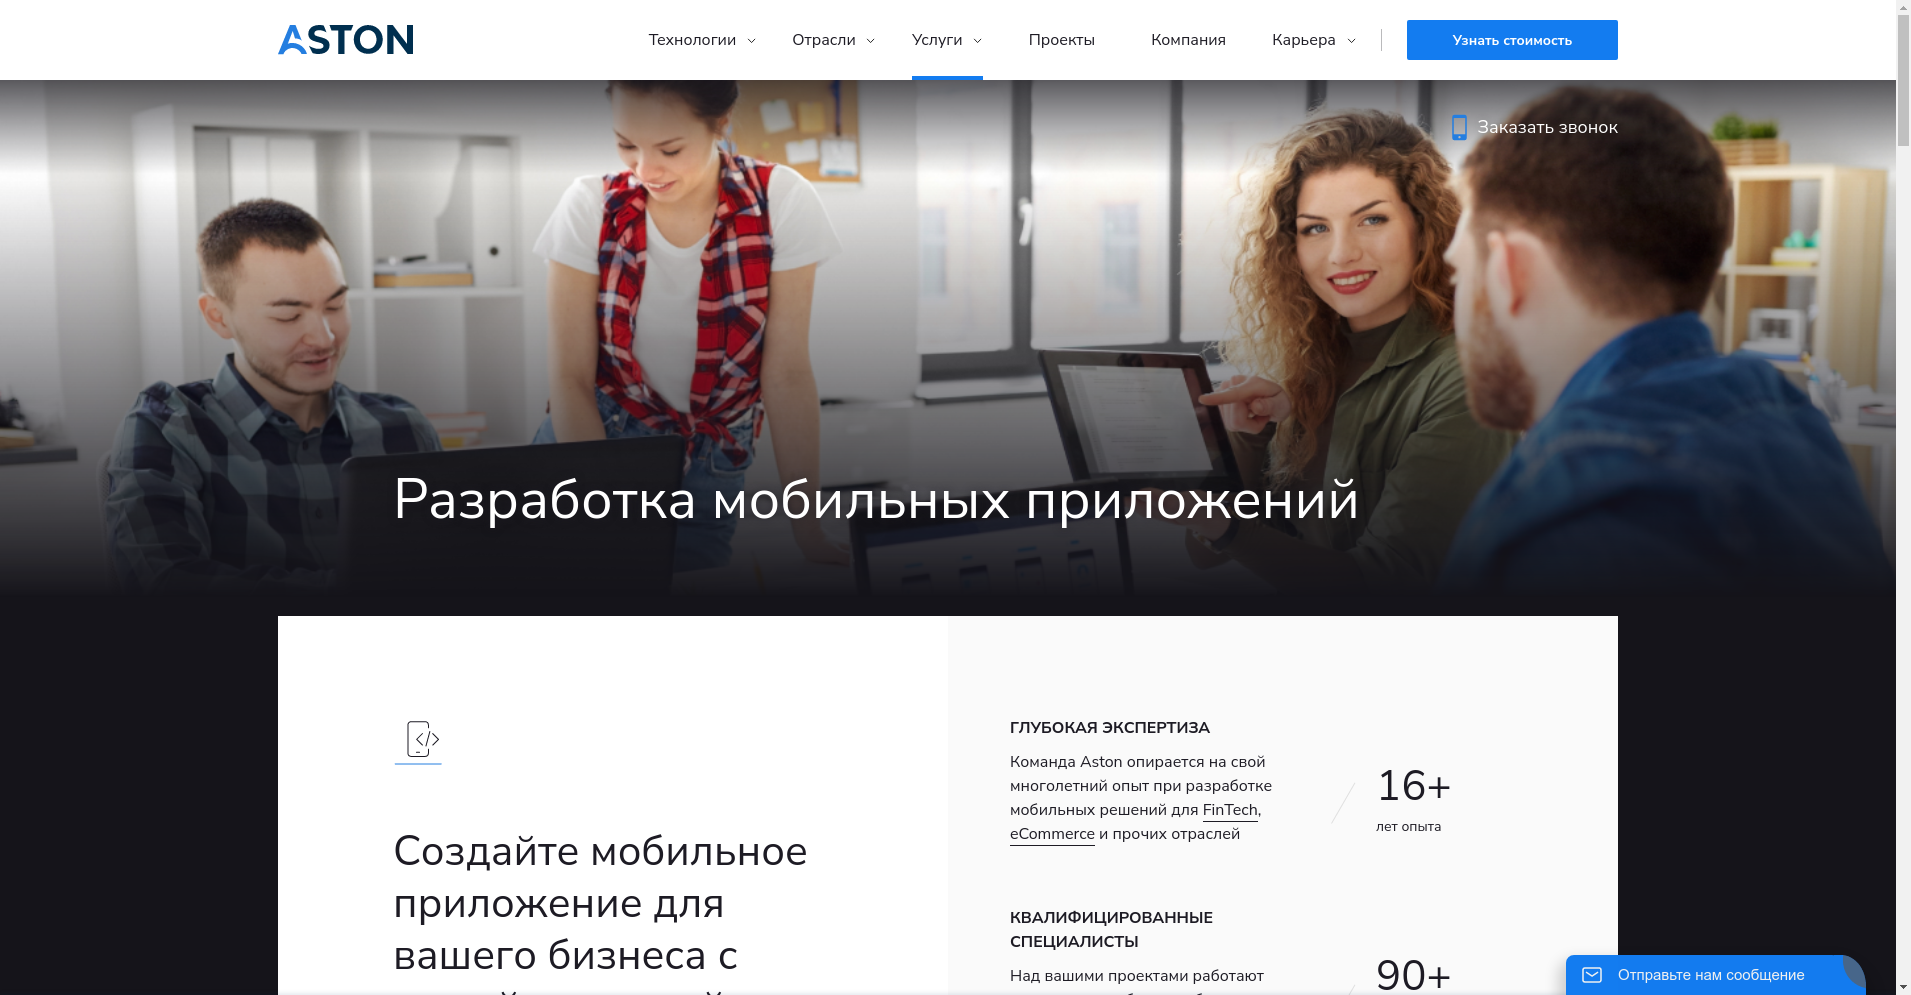 ASTON
Технологии
Отрасли
Услуги
Проекты
Компания
Карьера
Узнать стоимость
Заказать звонок
Разработка мобильных приложений
Создайте мобильное
приложение для
вашего бизнеса с
ГЛУБОКАЯ ЭКСПЕРТИЗА
Команда Aston опирается на свой
многолетний опыт при разработке
мобильных решений для FinTech,
eCommerce и прочих отраслей
16+
лет опыта
КВАЛИФИЦИРОВАННЫЕ
СПЕЦИАЛИСТЫ
Над вашими проектами работают
90+
Отправьте нам сообщение